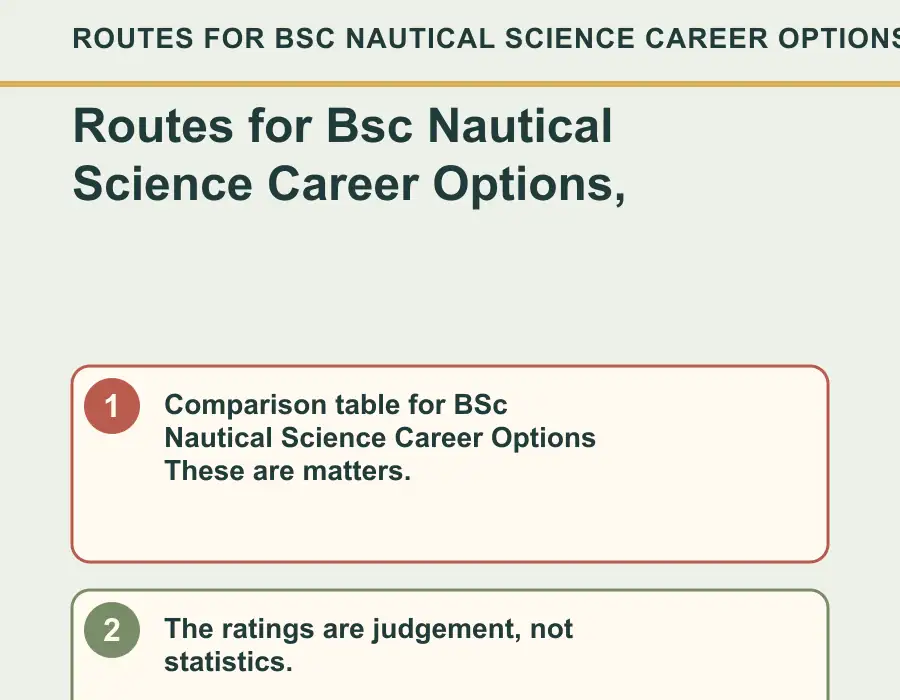 ROUTES FOR BSC NAUTICAL SCIENCE CAREER OPTIONS
Routes for Bsc Nautical
Science Career Options,
1
Comparison table for BSc
Nautical Science Career Options
These are matters.
2
The ratings are judgement, not
statistics.